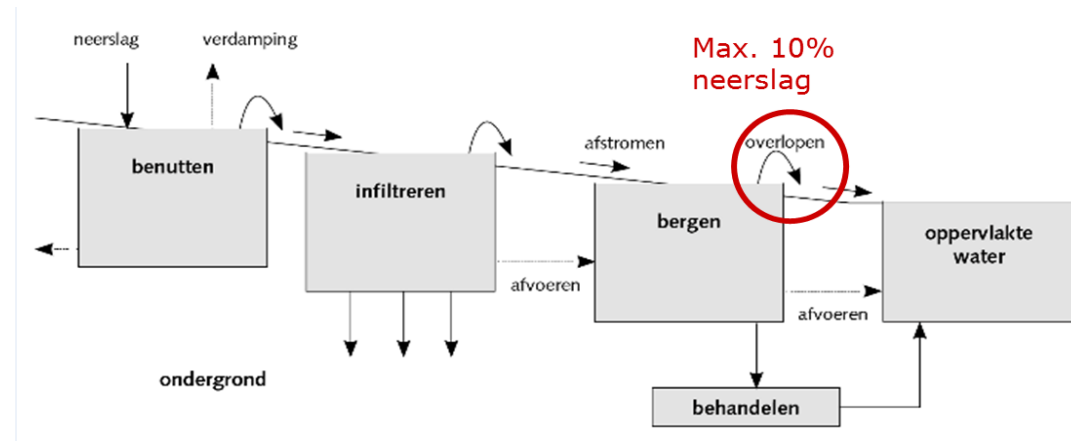 neerslag
verdamping
Max. 10%
neerslag
benutten
infiltreren
afstromen
overlopen
bergen
oppervlakte
water
afvoeren
afvoeren
ondergrond
behandelen